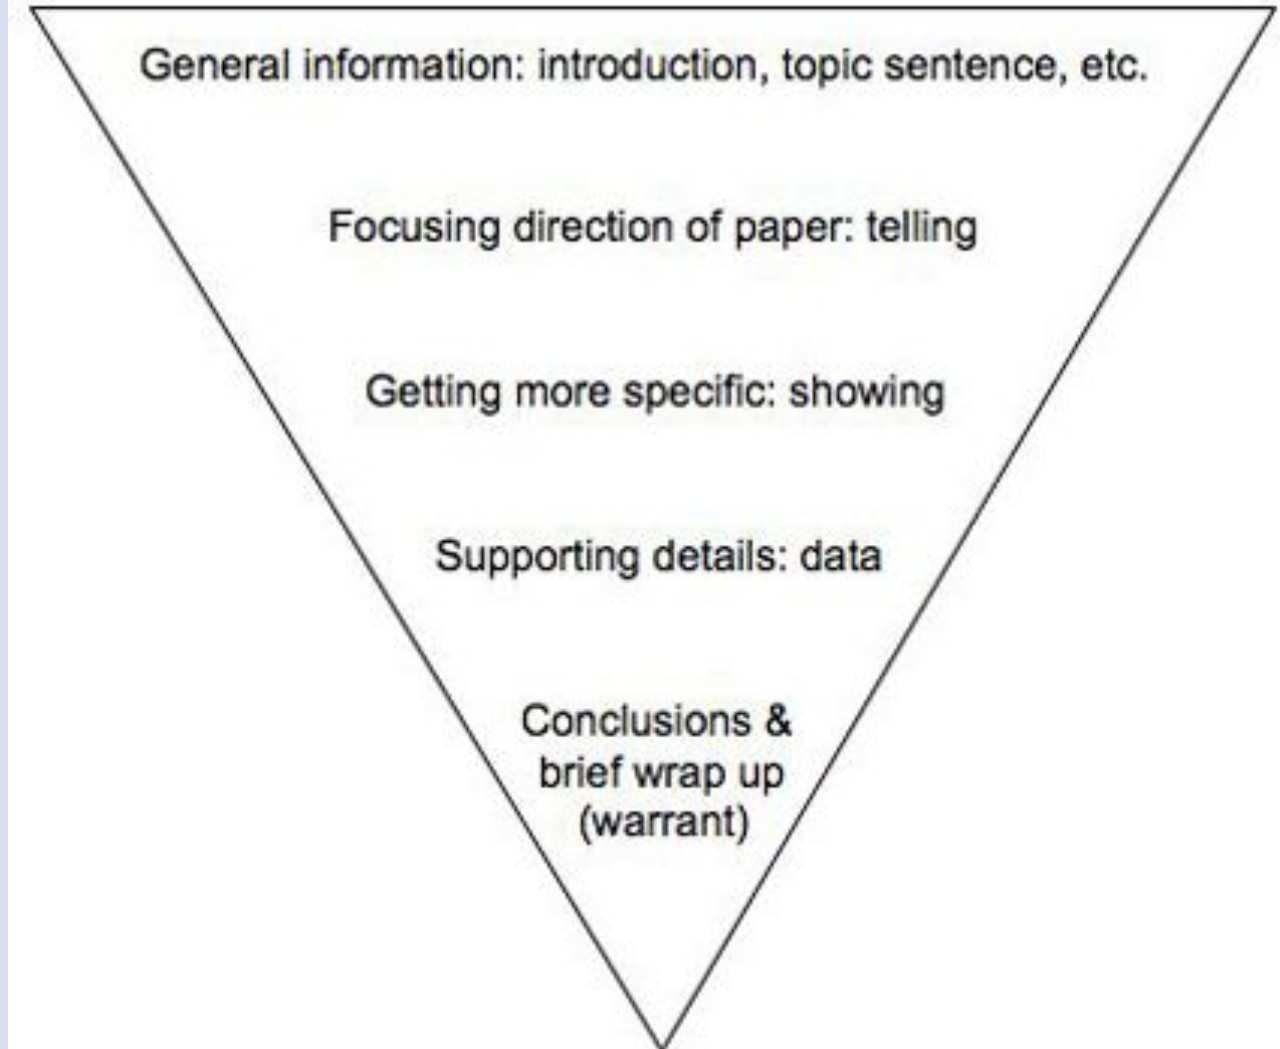 General information: introduction, topic sentence, etc.
Focusing direction of paper: telling
Getting more specific: showing
Supporting details: data
Conclusions &
brief wrap up
(warrant)